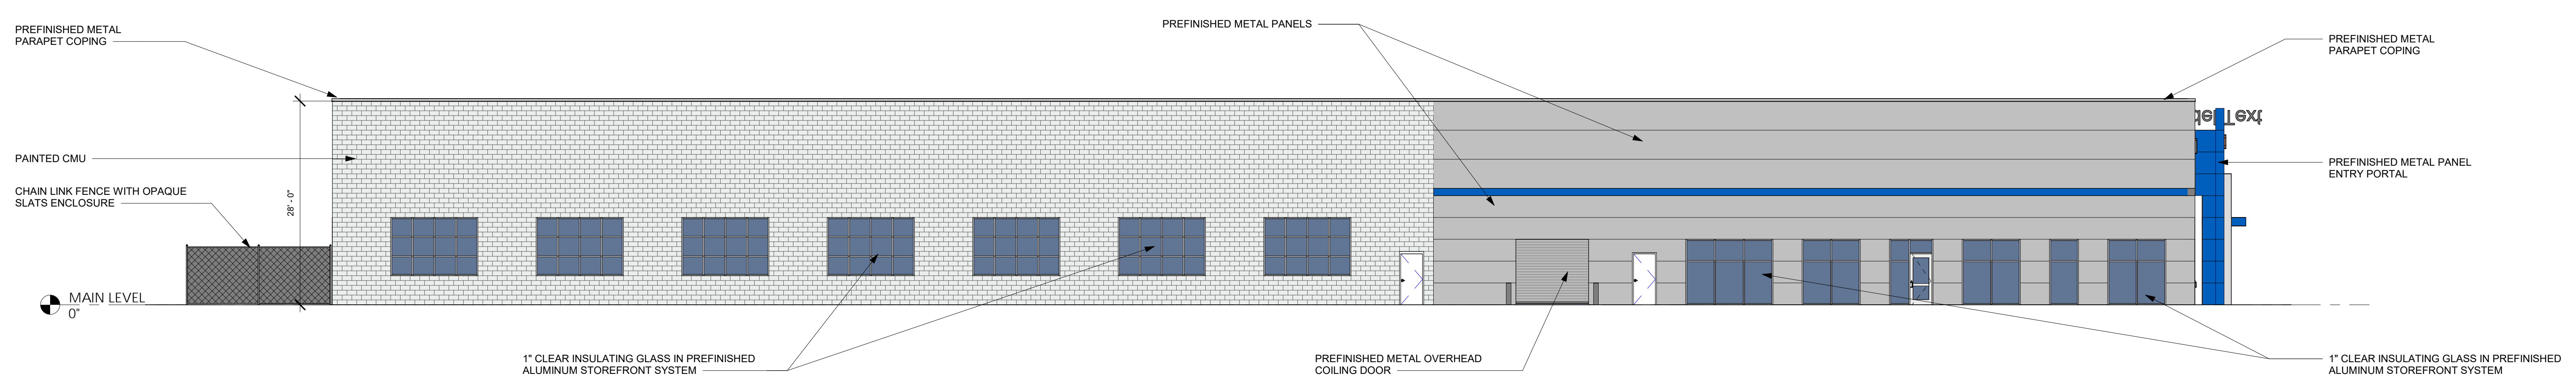 PREFINISHED METAL
PARAPET COPING
PREFINISHED METAL PANELS
PREFINISHED METAL
PARAPET COPING
PAINTED CMU
CHAIN LINK FENCE WITH OPAQUE
SLATS ENCLOSURE
28' - 0"
PREFINISHED METAL PANEL
ENTRY PORTAL
MAIN LEVEL
0"
1" CLEAR INSULATING GLASS IN PREFINISHED
ALUMINUM STOREFRONT SYSTEM
PREFINISHED METAL OVERHEAD
COILING DOOR
1" CLEAR INSULATING GLASS IN PREFINISHED
ALUMINUM STOREFRONT SYSTEM